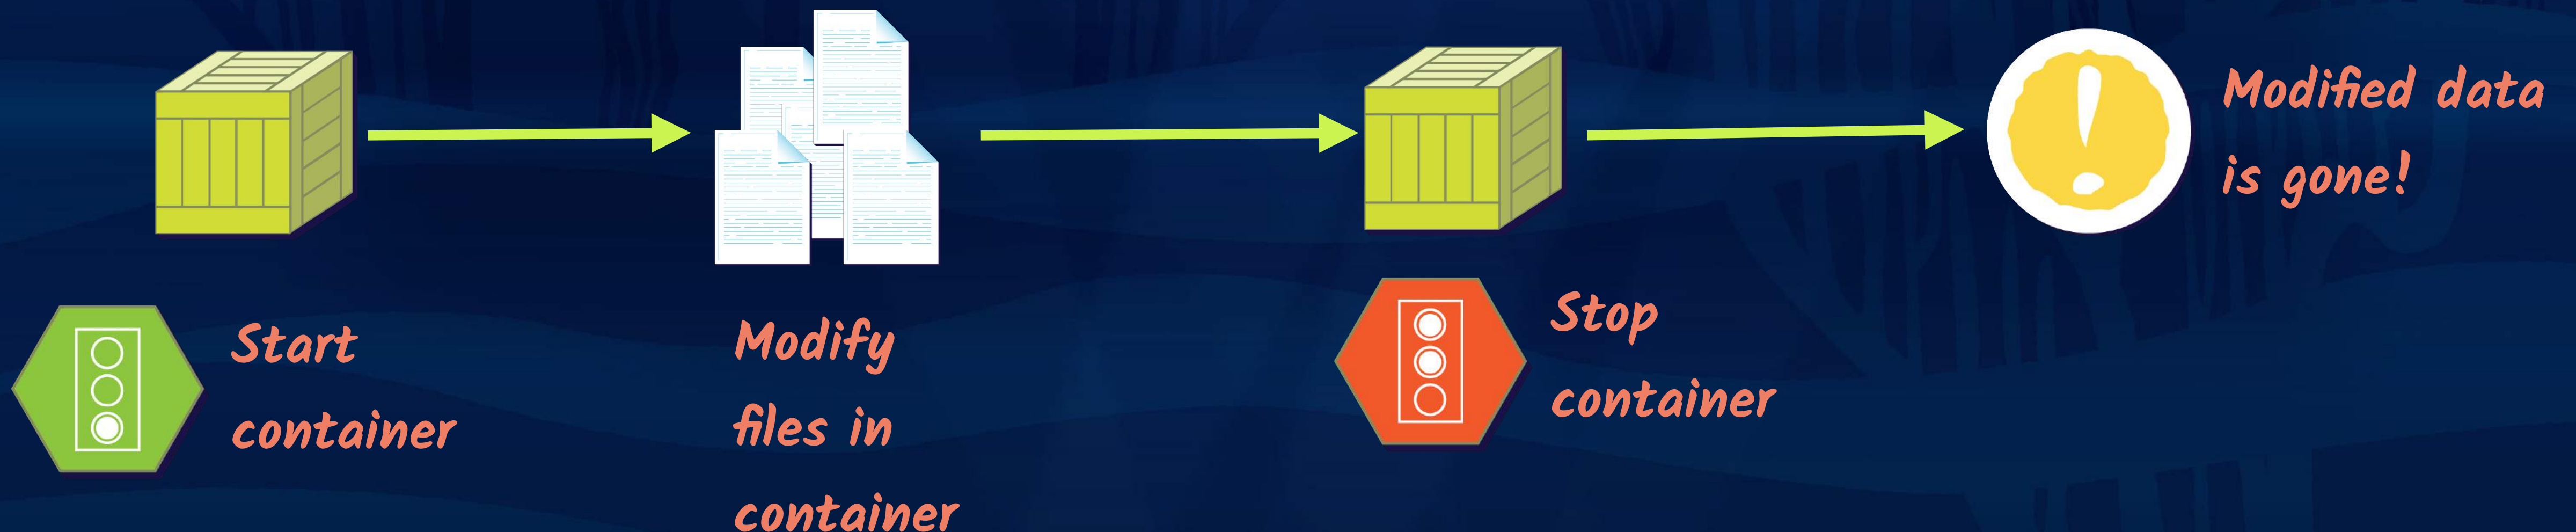 Start
container
Modify
files in
container
Stop
container
Modified data
is gone!